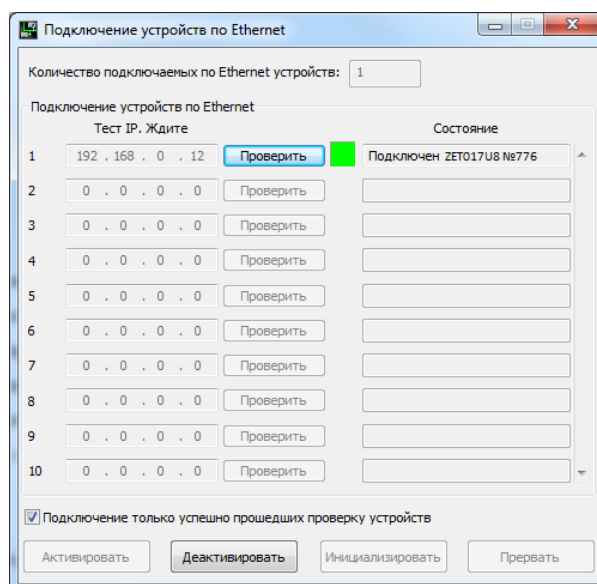 Подключение устройств по Ethernet
Количество подключаемых по Ethernet устройств: 1
Подключение устройств по Ethernet
Тест IP. Ждите Состояние
1 192 . 168 . 0 . 12 Проверить Подключен ZET017U8 №776
2 0 . 0 . 0 . 0 Проверить
3 0 . 0 . 0 . 0 Проверить
4 0 . 0 . 0 . 0 Проверить
5 0 . 0 . 0 . 0 Проверить
6 0 . 0 . 0 . 0 Проверить
7 0 . 0 . 0 . 0 Проверить
8 0 . 0 . 0 . 0 Проверить
9 0 . 0 . 0 . 0 Проверить
10 0 . 0 . 0 . 0 Проверить
Подключение только успешно прошедших проверку устройств
Активировать Деактивировать Инициализировать Прервать